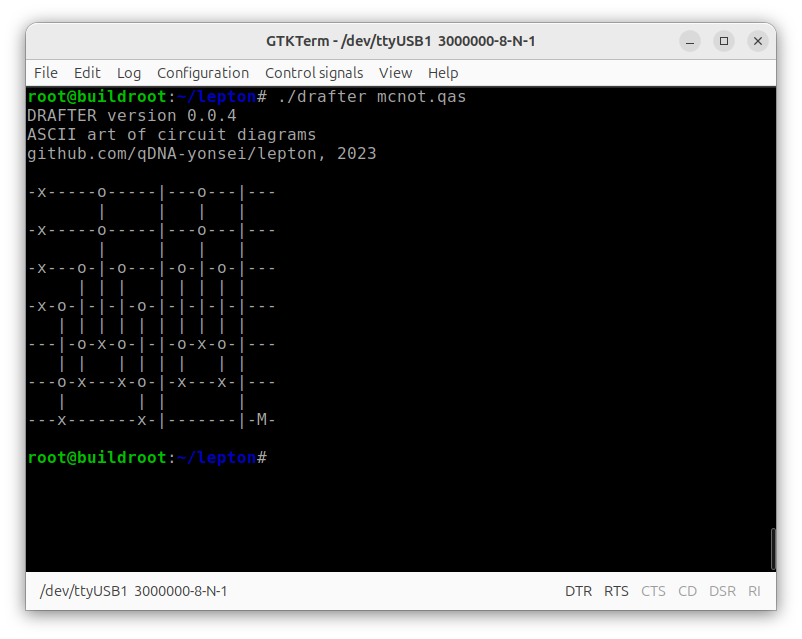 GTKTerm - /dev/ttyUSB1 3000000-8-N-1
File Edit Log Configuration Control signals View Help
root@buildroot:~/lepton# ./drafter mcnot.qas
DRAFTER version 0.0.4
ASCII art of circuit diagrams
github.com/qDNA-yonsei/lepton, 2023

-x-----o-----|---o---|---
       |     |   |   |
-x-----o-----|---o---|---
       |     |   |   |
-x---o-|-o---|-o-|-o-|---
     | | |   | | | | |
-x-o-|-|-|-o-|-|-|-|-|---
   | | | | | | | | | |
---|-o-x-o-|-|-o-x-o-|---
   | |   | | | |   | |
---o-x---x-o-|-x---x-|---
   |       | |       |
---x-------x-|-------|-M-

root@buildroot:~/lepton#
/dev/ttyUSB1 3000000-8-N-1 DTR RTS CTS CD DSR RI